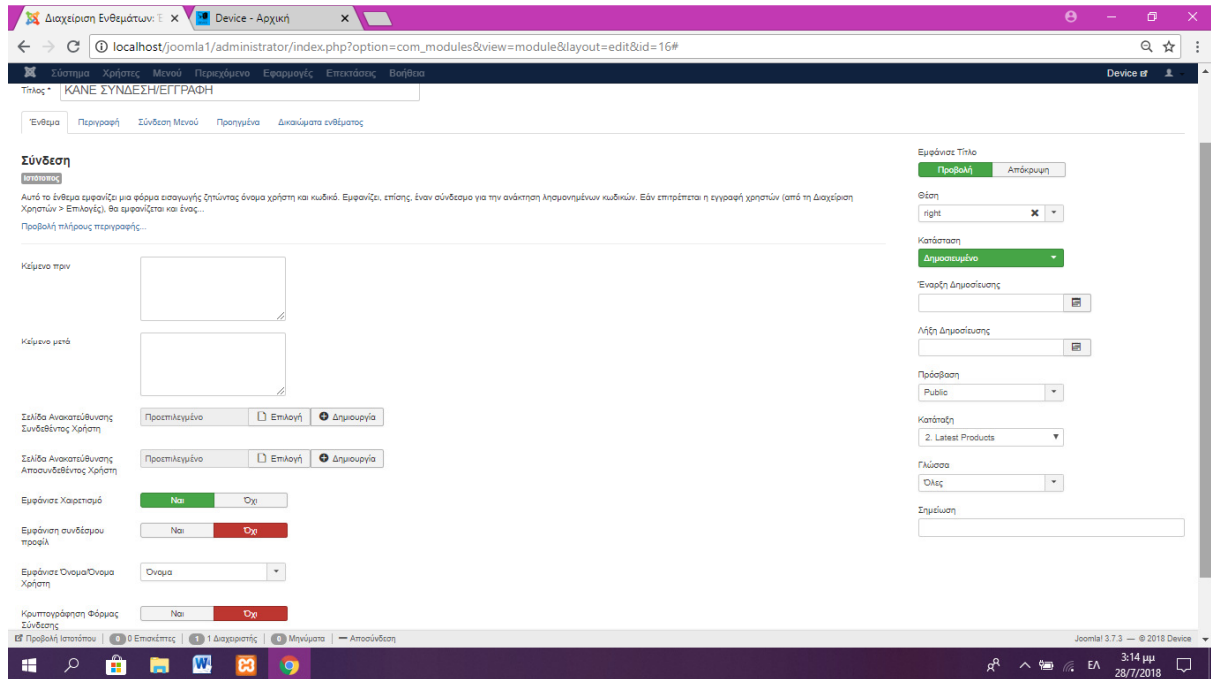 Διαχείριση Ενθεμάτων: Έ
Device - Αρχική
localhost/joomla1/administrator/index.php?option=com_modules&view=module&layout=edit&id=16#
Σύστημα Χρήστες Μενού Περιεχόμενο Εφαρμογές Επεκτάσεις Βοήθεια Device
Τίτλος * ΚΑΝΕ ΣΥΝΔΕΣΗ/ΕΓΓΡΑΦΗ
Ένθεμα Περιγραφή Σύνδεση Μενού Προηγμένα Δικαιώματα ενθέματος
Σύνδεση
Ιστότοπος
Αυτό το ένθεμα εμφανίζει μια φόρμα εισαγωγής ζητώντας όνομα χρήστη και κωδικό. Εμφανίζει, επίσης, έναν σύνδεσμο για την ανάκτηση λησμονημένων κωδικών. Εάν επιτρέπεται η εγγραφή χρηστών (από τη Διαχείριση
Χρηστών > Επιλογές), θα εμφανίζεται και ένας...
Προβολή πλήρους περιγραφής...
Κείμενο πριν
Κείμενο μετά
Σελίδα Ανακατεύθυνσης
Συνδεθέντος Χρήστη
Προεπιλεγμένο Επιλογή Δημιουργία
Σελίδα Ανακατεύθυνσης
Αποσυνδεθέντος Χρήστη
Προεπιλεγμένο Επιλογή Δημιουργία
Εμφάνισε Χαιρετισμό Ναι Όχι
Εμφάνιση συνδέσμου
προφίλ
Ναι Όχι
Εμφάνισε Όνομα/Όνομα
Χρήστη
Όνομα
Κρυπτογράφηση Φόρμας
Σύνδεσης
Ναι Όχι
Εμφάνισε Τίτλο
Προβολή Απόκρυψη
Θέση
right
Κατάσταση
Δημοσιευμένο
Έναρξη Δημοσίευσης
Λήξη Δημοσίευσης
Πρόσβαση
Public
Κατάταξη
2. Latest Products
Γλώσσα
Όλες
Σημείωση
Προβολή Ιστοτόπου 0 0 Επισκέπτες 1 1 Διαχειριστής 0 Μηνύματα Αποσύνδεση
Joomla! 3.7.3 — © 2018 Device
ΕΛ
3:14 μμ
28/7/2018